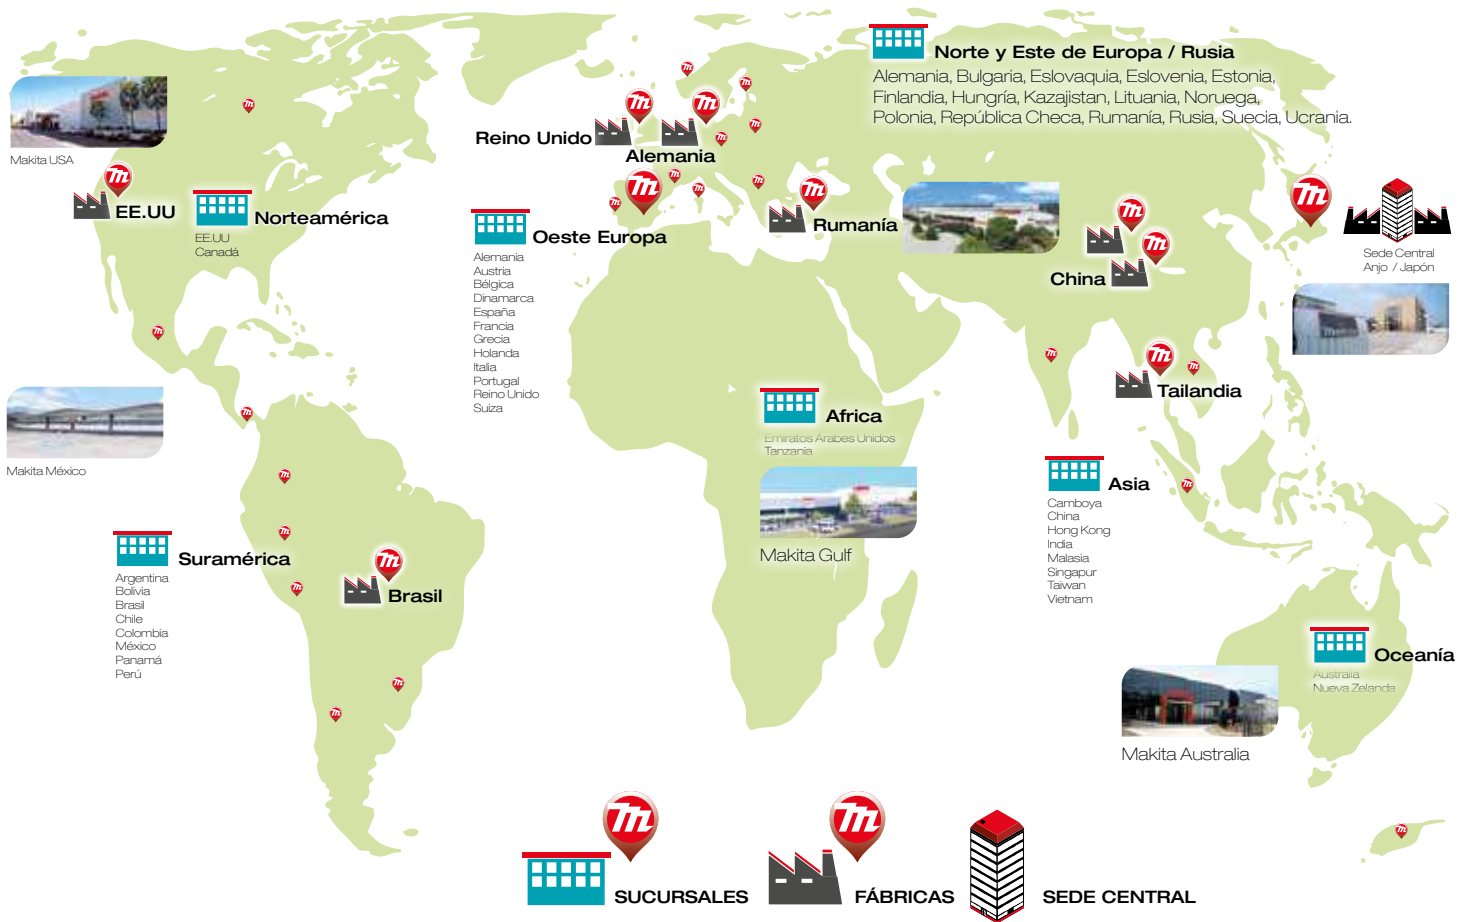 Norte y Este de Europa / Rusia
Alemania, Bulgaria, Eslovaquia, Eslovenia, Estonia,
Finlandia, Hungría, Kazajistan, Lituania, Noruega,
Polonia, República Checa, Rumanía, Rusia, Suecia, Ucrania.
Makita USA
EE.UU
Norteamérica
EE.UU
Canadá
Reino Unido
Alemania
Rumanía
Oeste Europa
Alemania
Austria
Bélgica
Dinamarca
España
Francia
Grecia
Holanda
Italia
Portugal
Reino Unido
Suiza
China
Sede Central
Anjo / Japón
Tailandia
Makita México
Africa
Emiratos Árabes Unidos
Tanzania
Makita Gulf
Asia
Camboya
China
Hong Kong
India
Malasia
Singapur
Taiwan
Vietnam
Suramérica
Argentina
Bolivia
Brasil
Chile
Colombia
México
Panamá
Perú
Brasil
Oceanía
Australia
Nueva Zelanda
Makita Australia
SUCURSALES
FÁBRICAS
SEDE CENTRAL